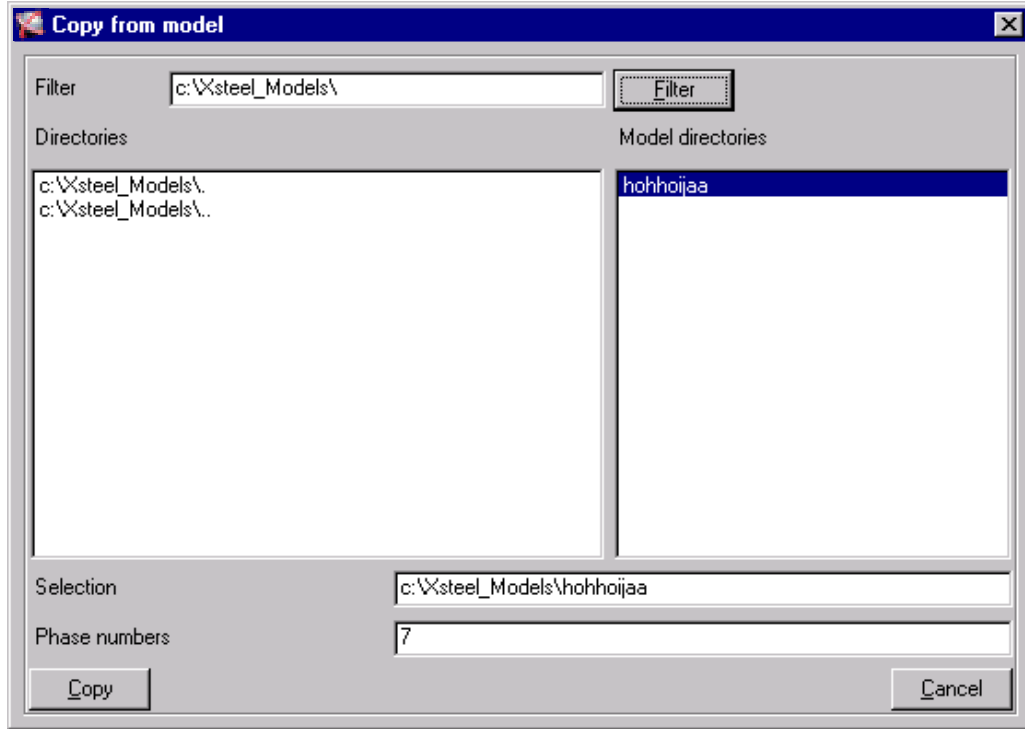 Copy from model
Filter c:\Xsteel_Models\ Filter
Directories Model directories
c:\Xsteel_Models\. hohhoijaa
c:\Xsteel_Models\..
Selection c:\Xsteel_Models\hohhoijaa
Phase numbers 7
Copy Cancel